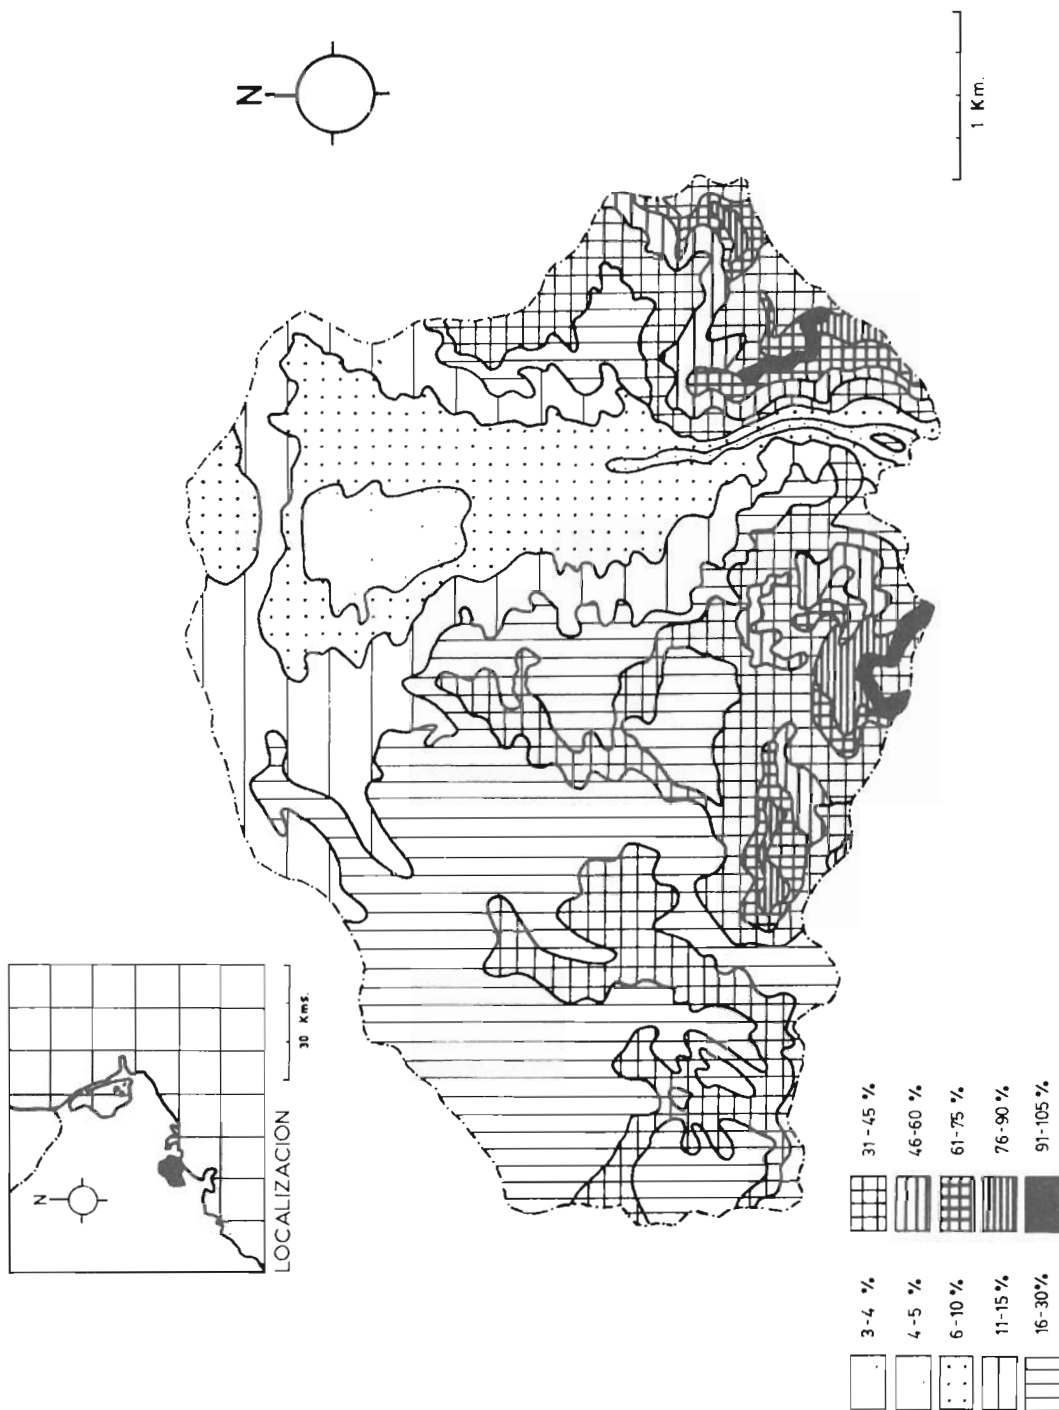 N
1 Km.
N
30 Kms.
LOCALIZACION
3-4 %
4-5 %
6-10 %
11-15 %
16-30 %
31-45 %
46-60 %
61-75 %
76-90 %
91-105 %